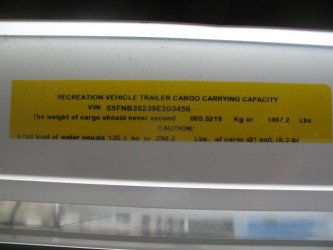 RECREATION VEHICLE TRAILER CARGO CARRYING CAPACITY
VIN: 5SFNB35239E203456
The weight of cargo should never exceed 665.5219 Kg or 1467.2 Lbs
CAUTION:
a full load of water equals 135.5 kg or 298.8 Lbs. of cargo @1 kg/L (8.3 lb/